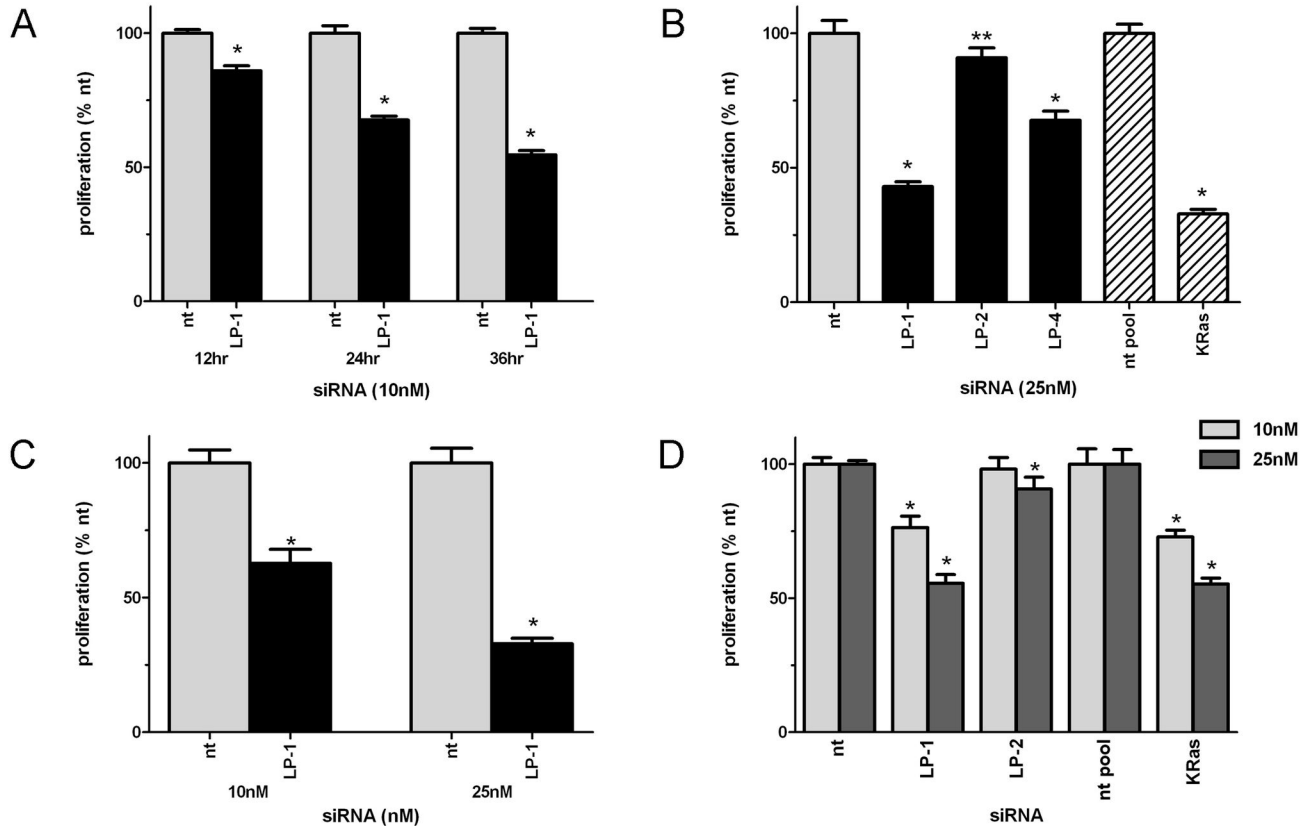 A
proliferation (% nt)
100
50
0
*
*
*
nt
LP-1
nt
LP-1
nt
LP-1
12hr
24hr
36hr
siRNA (10nM)
B
proliferation (% nt)
100
50
0
*
**
*
*
nt
LP-1
LP-2
LP-4
nt pool
KRas
siRNA (25nM)
C
proliferation (% nt)
100
50
0
*
*
nt
LP-1
nt
LP-1
10nM
25nM
siRNA (nM)
D
10nM
25nM
proliferation (% nt)
100
50
0
*
*
*
*
*
nt
LP-1
LP-2
nt pool
KRas
siRNA